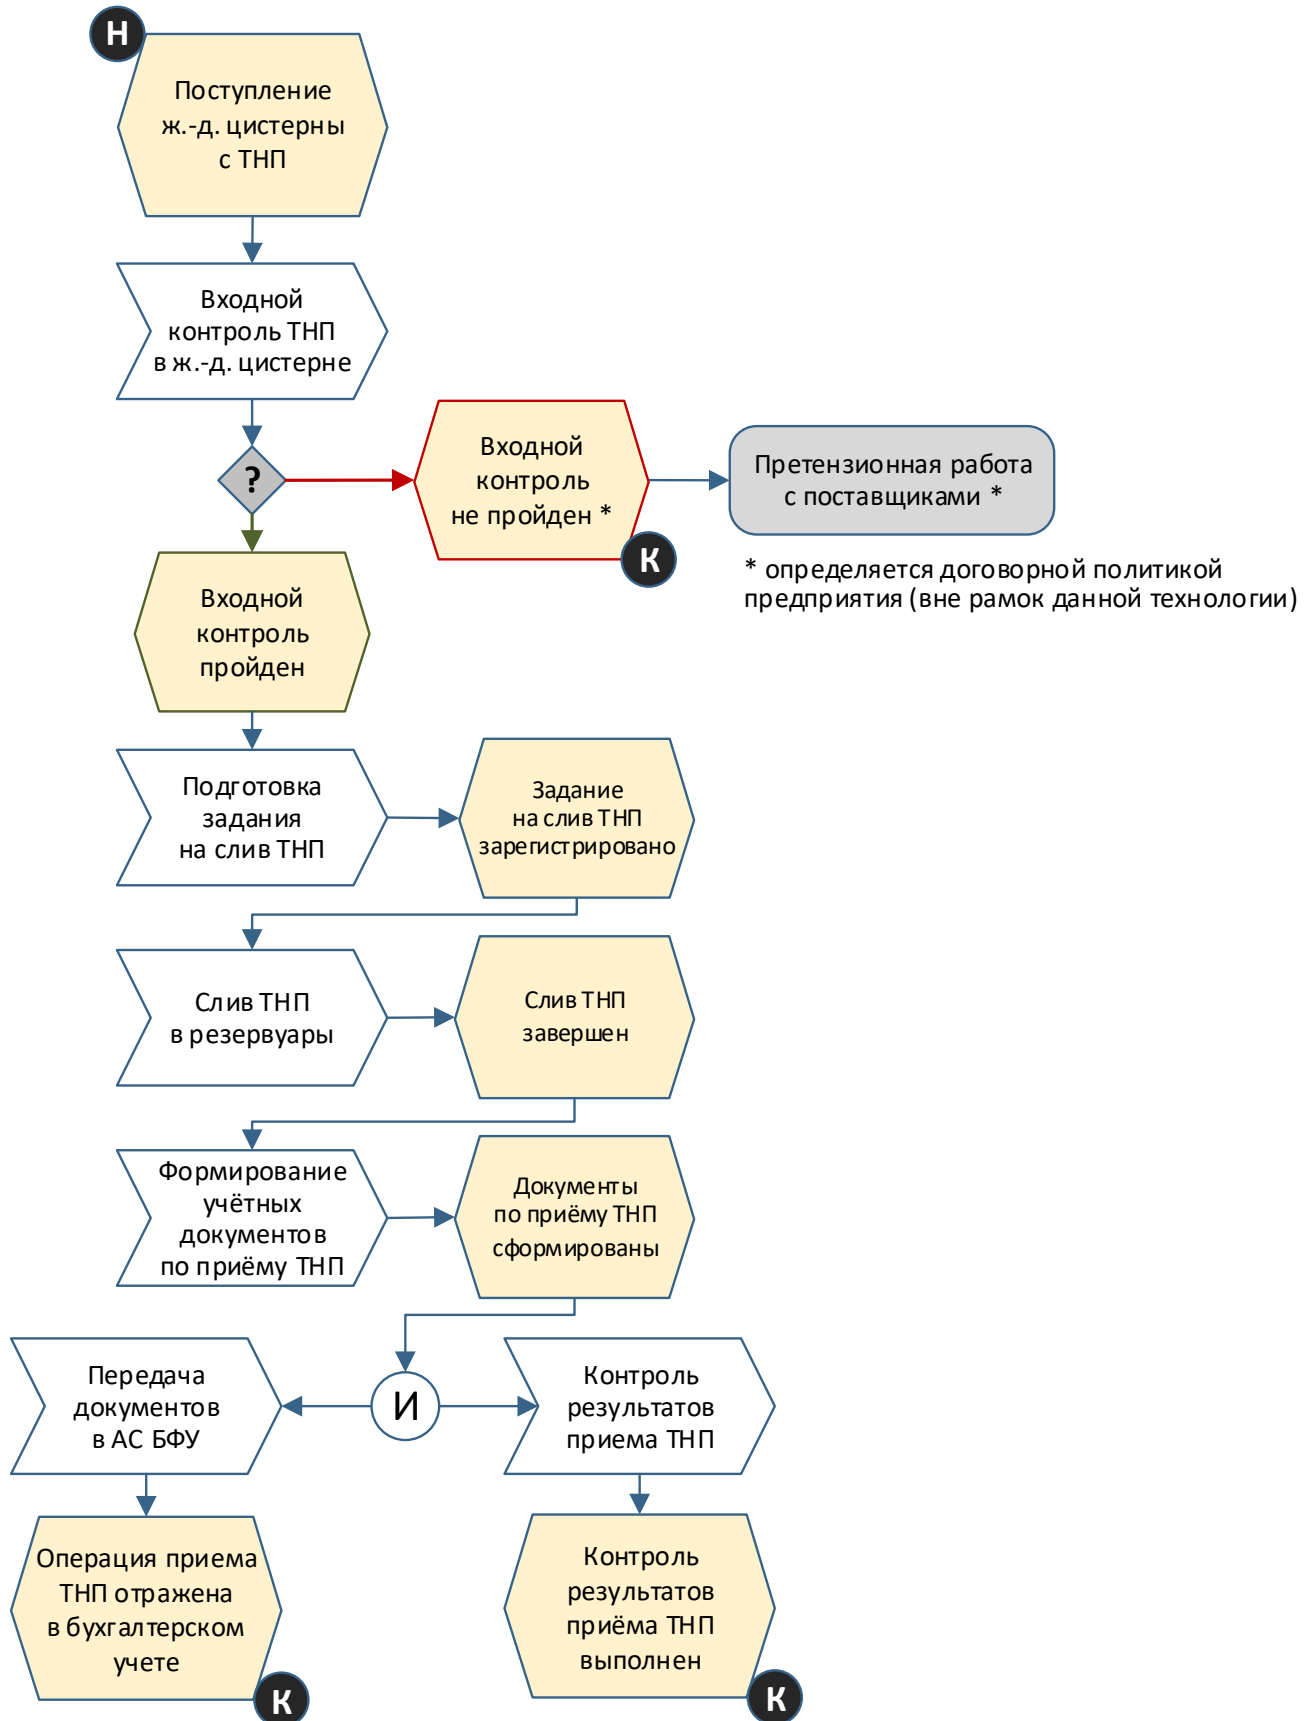 Н
Поступление
ж.-д. цистерны
с ТНП
Входной
контроль ТНП
в ж.-д. цистерне
?
Входной
контроль
не пройден *
К
Претензионная работа
с поставщиками *
* определяется договорной политикой
предприятия (вне рамок данной технологии)
Входной
контроль
пройден
Подготовка
задания
на слив ТНП
Задание
на слив ТНП
зарегистрировано
Слив ТНП
в резервуары
Слив ТНП
завершен
Формирование
учётных
документов
по приёму ТНП
Документы
по приёму ТНП
сформированы
Передача
документов
в АС БФУ
И
Контроль
результатов
приема ТНП
Операция приема
ТНП отражена
в бухгалтерском
учете
К
Контроль
результатов
приёма ТНП
выполнен
К